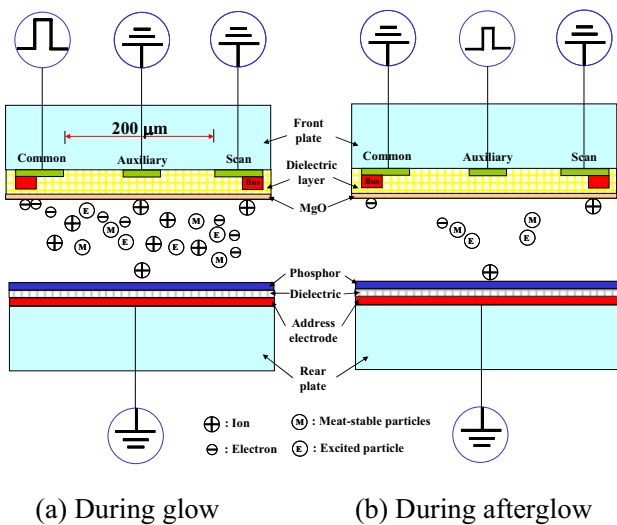 200 µm
Common
Auxiliary
Scan
Bus
Front
plate
Dielectric
layer
MgO
Common
Auxiliary
Scan
Bus
E
M
E
M
M
E
M
E
M
E
M
M
E
M
E
Phosphor
Dielectric
Address
electrode
Rear
plate
: Ion
M : Meat-stable particles
: Electron
E : Excited particle
(a) During glow
(b) During afterglow